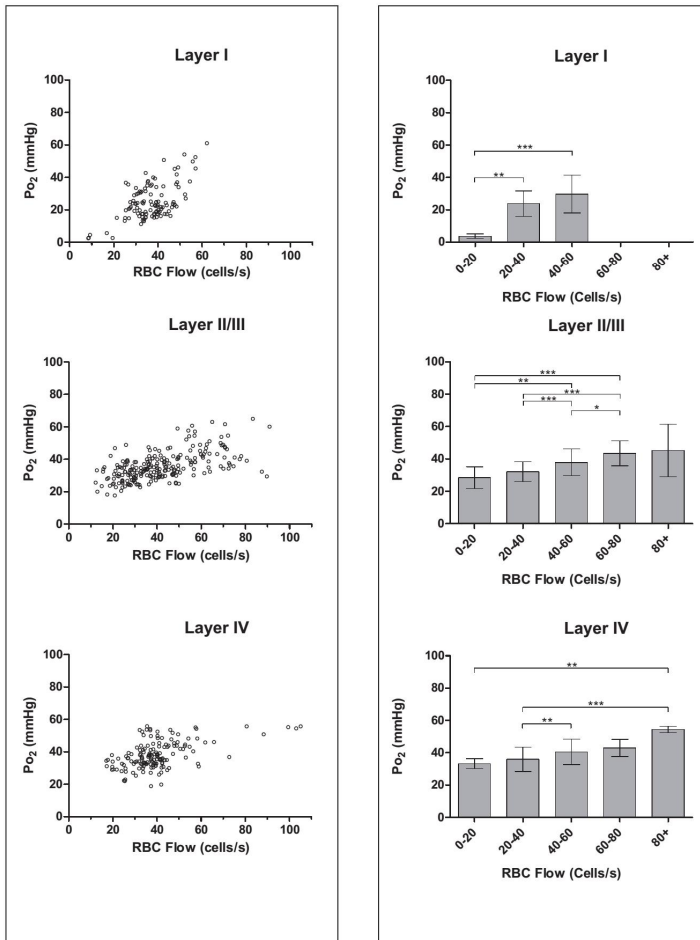 Layer I
100
80
60
40
20
0
Po2 (mmHg)
0 20 40 60 80 100
RBC Flow (cells/s)
Layer II/III
100
80
60
40
20
0
Po2 (mmHg)
0 20 40 60 80 100
RBC Flow (cells/s)
Layer IV
100
80
60
40
20
0
Po2 (mmHg)
0 20 40 60 80 100
RBC Flow (cells/s)
Layer I
100
80
60
40
20
0
Po2 (mmHg)
***
**
0-20 20-40 40-60 60-80 80+
RBC Flow (Cells/s)
Layer II/III
100
80
60
40
20
0
Po2 (mmHg)
***
**
***
***
*
0-20 20-40 40-60 60-80 80+
RBC Flow (Cells/s)
Layer IV
100
80
60
40
20
0
Po2 (mmHg)
**
***
**
0-20 20-40 40-60 60-80 80+
RBC Flow (Cells/s)